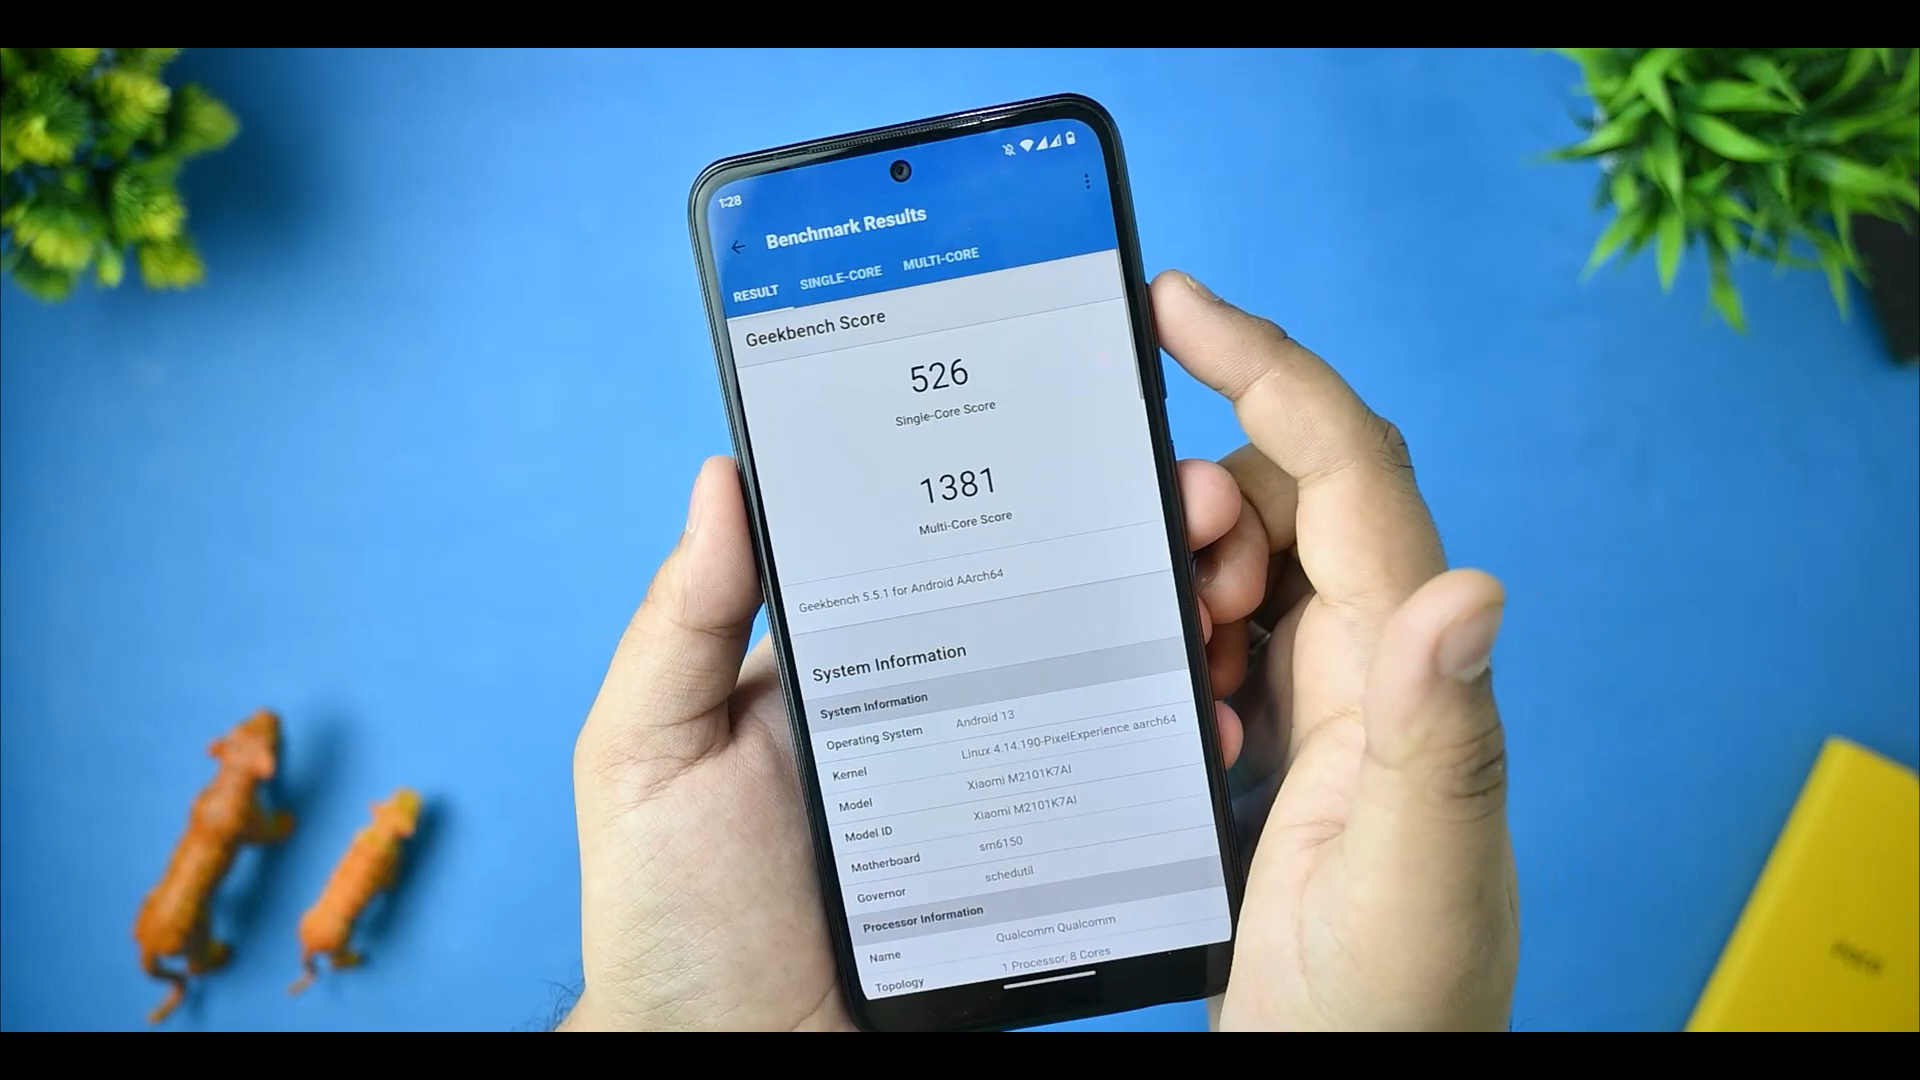 1:28
Benchmark Results
RESULT SINGLE-CORE MULTI-CORE
Geekbench Score
526
Single-Core Score
1381
Multi-Core Score
Geekbench 5.5.1 for Android AArch64
System Information
System Information
Operating System Android 13
Kernel Linux 4.14.190-PixelExperience aarch64
Model Xiaomi M2101K7AI
Model ID Xiaomi M2101K7AI
Motherboard sm6150
Governor schedutil
Processor Information
Name Qualcomm Qualcomm
Topology 1 Processor, 8 Cores